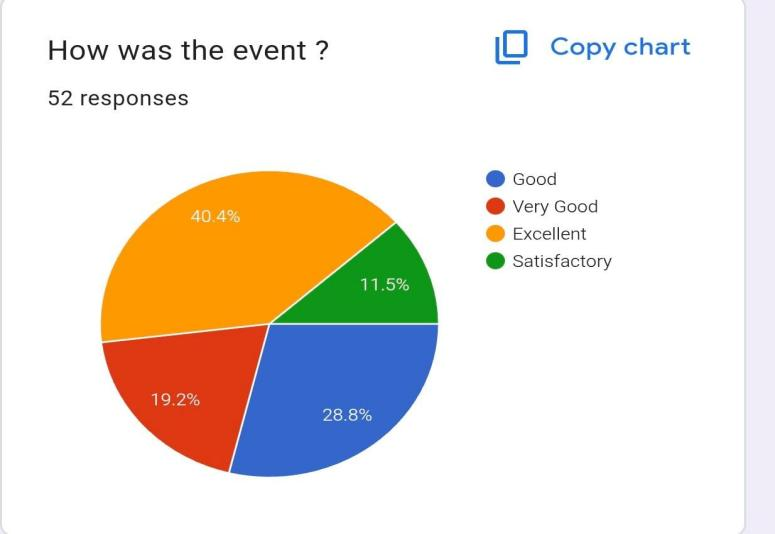 How was the event ?
Copy chart
52 responses
Good
Very Good
Excellent
Satisfactory
40.4%
11.5%
19.2%
28.8%